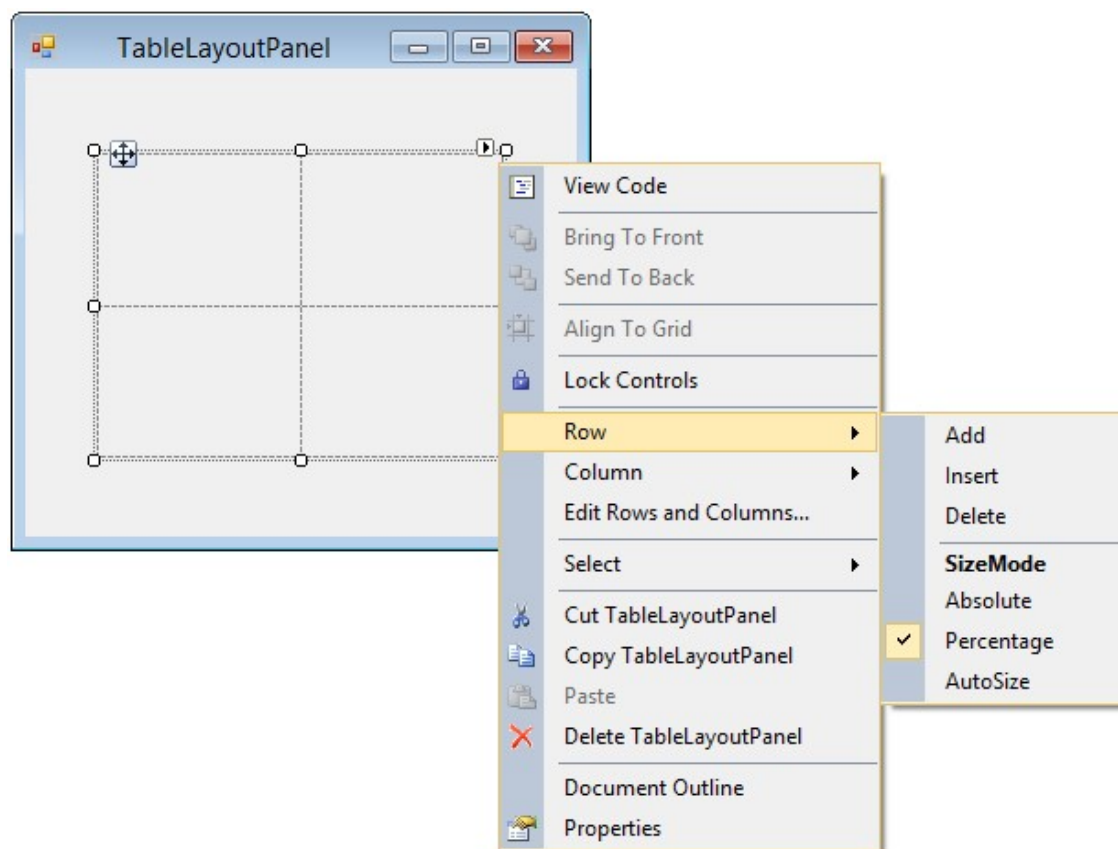 TableLayoutPanel
View Code
Bring To Front
Send To Back
Align To Grid
Lock Controls
Row
Column
Edit Rows and Columns...
Select
Cut TableLayoutPanel
Copy TableLayoutPanel
Paste
Delete TableLayoutPanel
Document Outline
Properties
Add
Insert
Delete
SizeMode
Absolute
Percentage
AutoSize